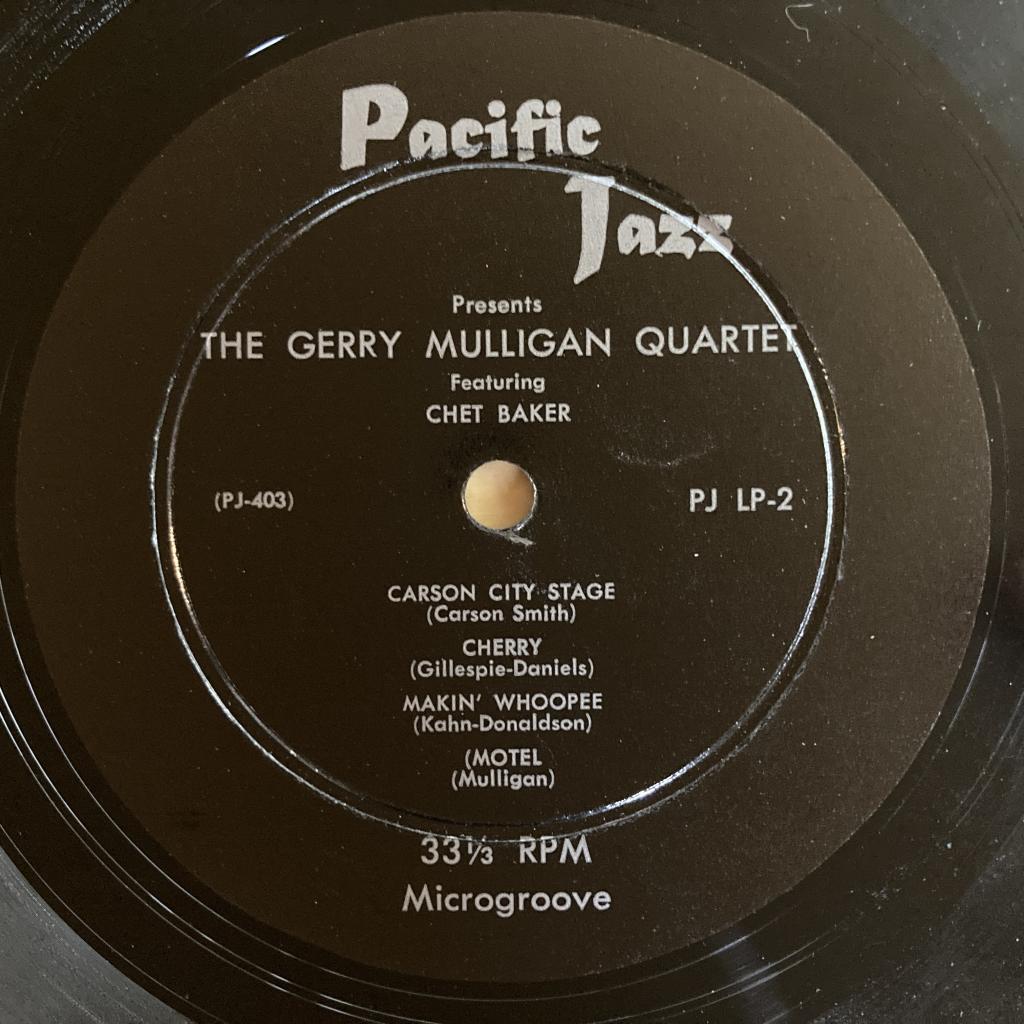 Pacific
Jazz
Presents
THE GERRY MULLIGAN QUARTET
Featuring
CHET BAKER
(PJ-403) PJ LP-2
CARSON CITY STAGE
(Carson Smith)
CHERRY
(Gillespie-Daniels)
MAKIN' WHOOPEE
(Kahn-Donaldson)
(MOTEL
(Mulligan)
33⅓ RPM
Microgroove